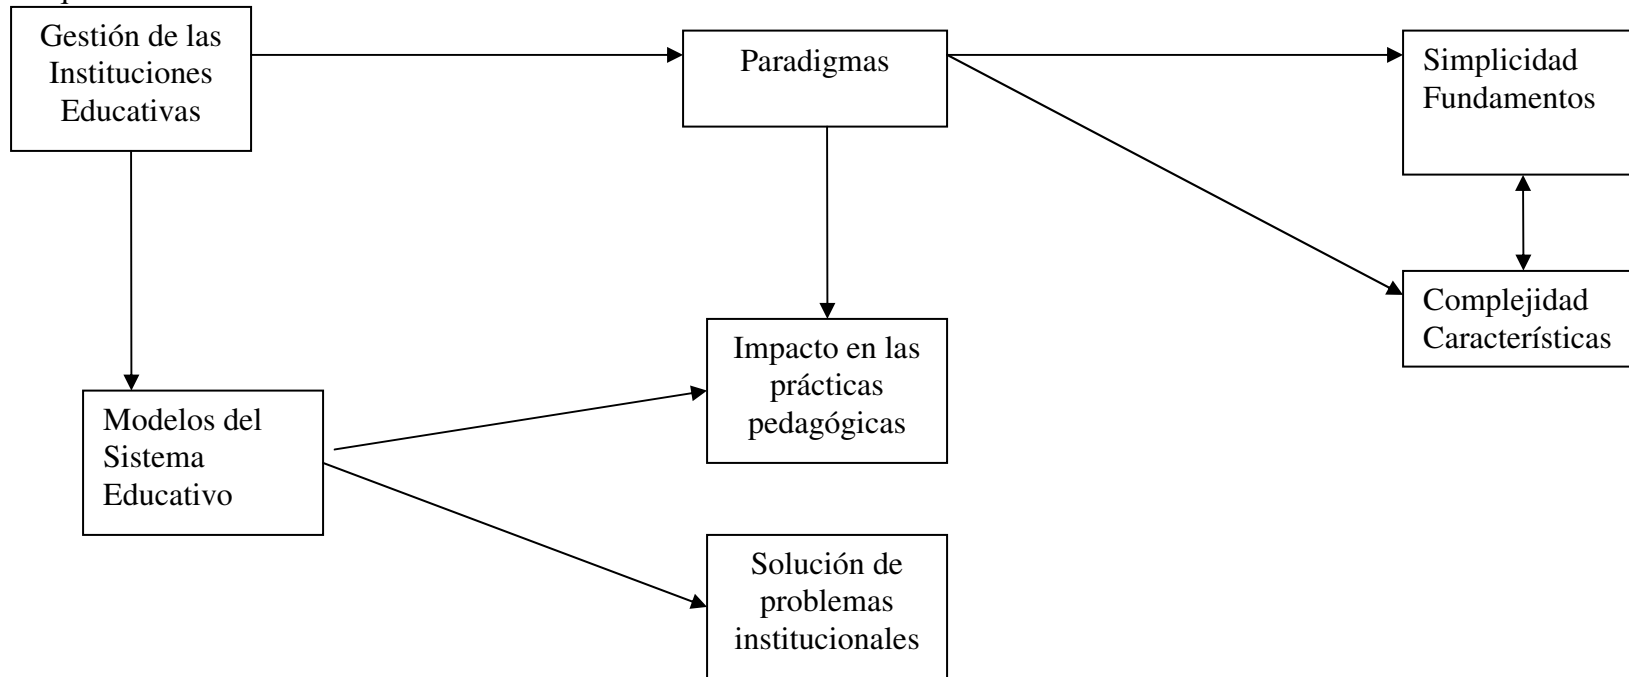 Gestión de las
Instituciones
Educativas
Paradigmas
Simplicidad
Fundamentos
Complejidad
Características
Impacto en las
prácticas
pedagógicas
Modelos del
Sistema
Educativo
Solución de
problemas
institucionales